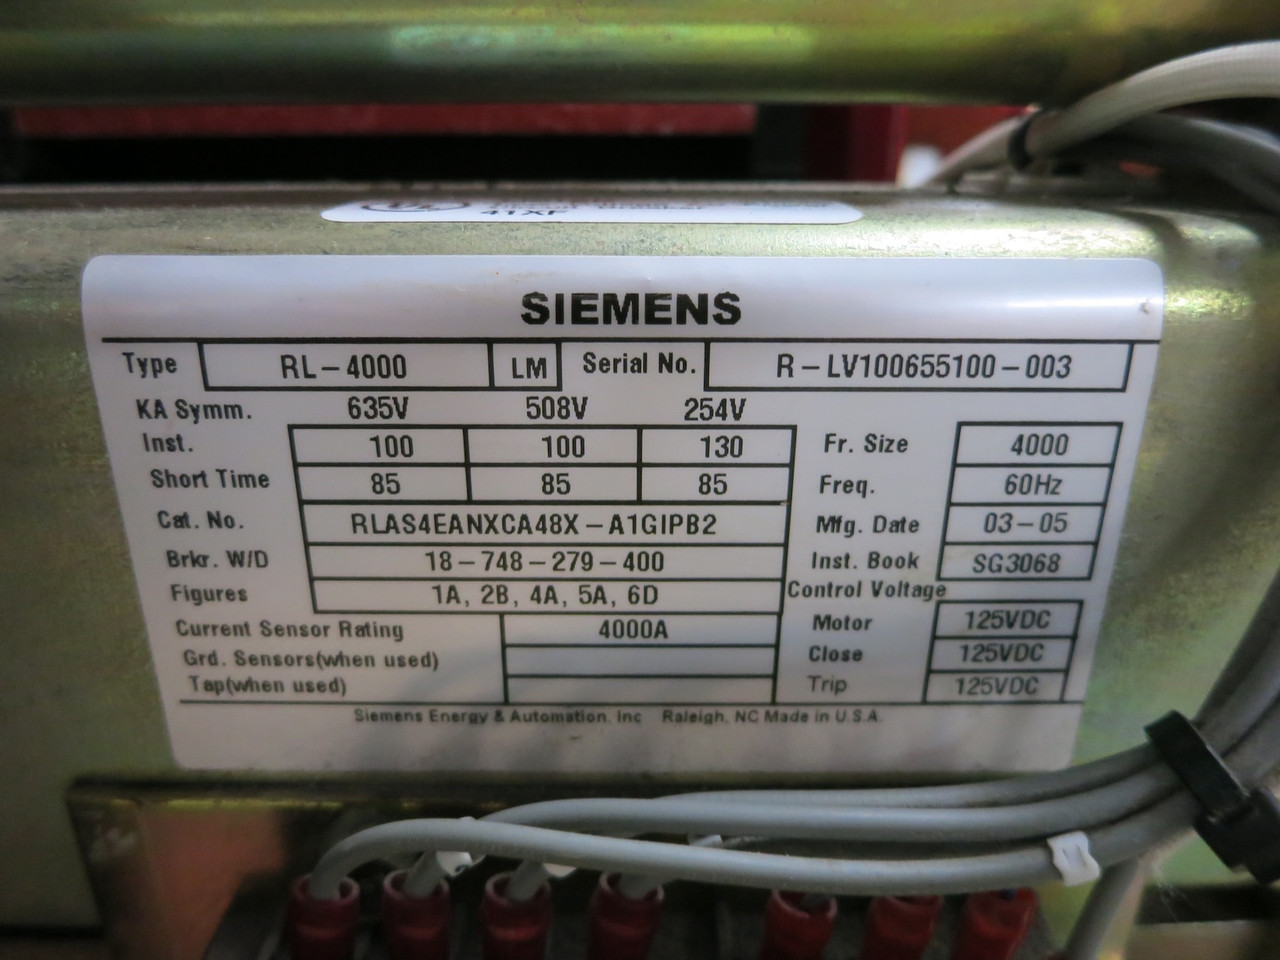 UL
41XF
SIEMENS
Type RL-4000 LM Serial No. R-LV100655100-003
KA Symm. 635V 508V 254V
Inst. 100 100 130 Fr. Size 4000
Short Time 85 85 85 Freq. 60Hz
Cat. No. RLAS4EANXCA48X-A1GIPB2 Mfg. Date 03-05
Brkr. W/D 18-748-279-400 Inst. Book SG3068
Figures 1A, 2B, 4A, 5A, 6D Control Voltage
Current Sensor Rating 4000A Motor 125VDC
Grd. Sensors(when used) Close 125VDC
Tap(when used) Trip 125VDC
Siemens Energy & Automation, Inc Raleigh, NC Made in U.S.A.